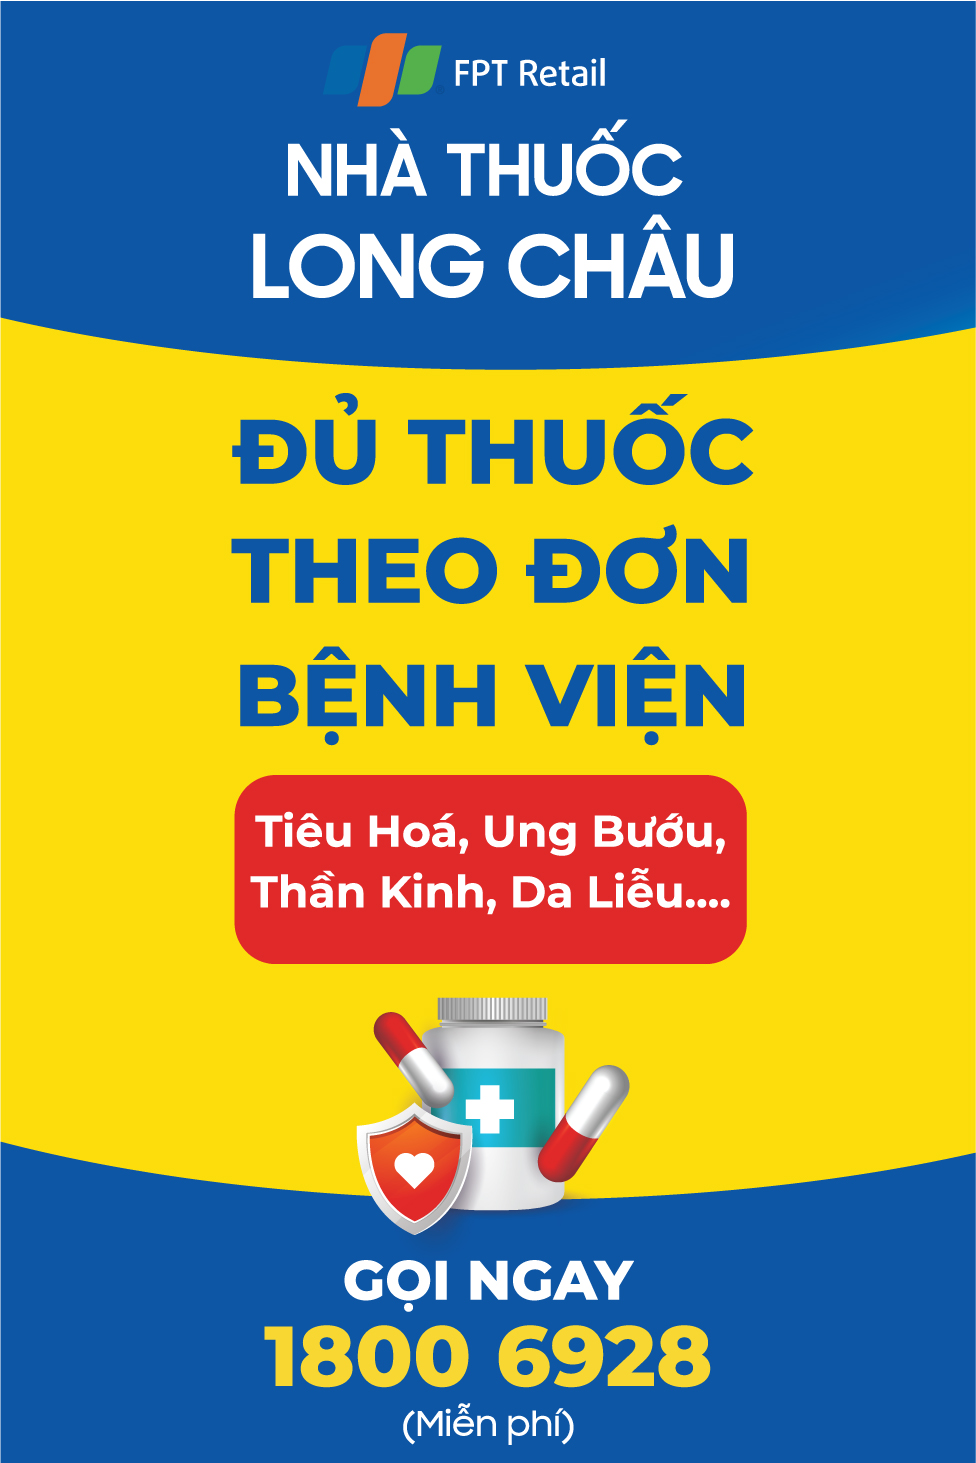 FPT Retail
NHÀ THUỐC
LONG CHÂU
ĐỦ THUỐC
THEO ĐƠN
BỆNH VIỆN
Tiêu Hoá, Ung Bướu,
Thần Kinh, Da Liễu....
GỌI NGAY
1800 6928
(Miễn phí)